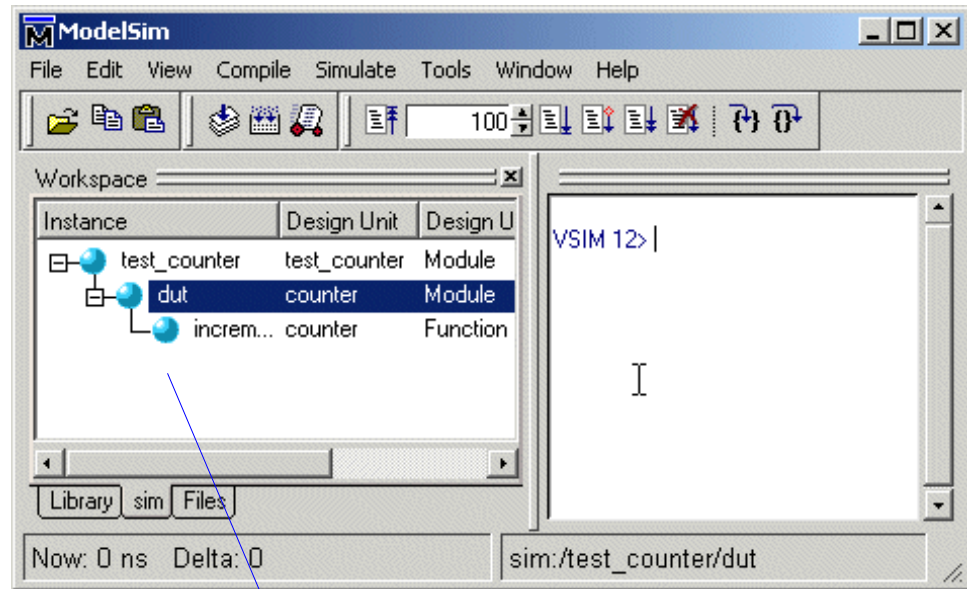 ModelSim
File Edit View Compile Simulate Tools Window Help
100
Workspace
Instance Design Unit Design U
test_counter test_counter Module
dut counter Module
increm... counter Function
Library sim Files
VSIM 12>
Now: 0 ns Delta: 0 sim:/test_counter/dut